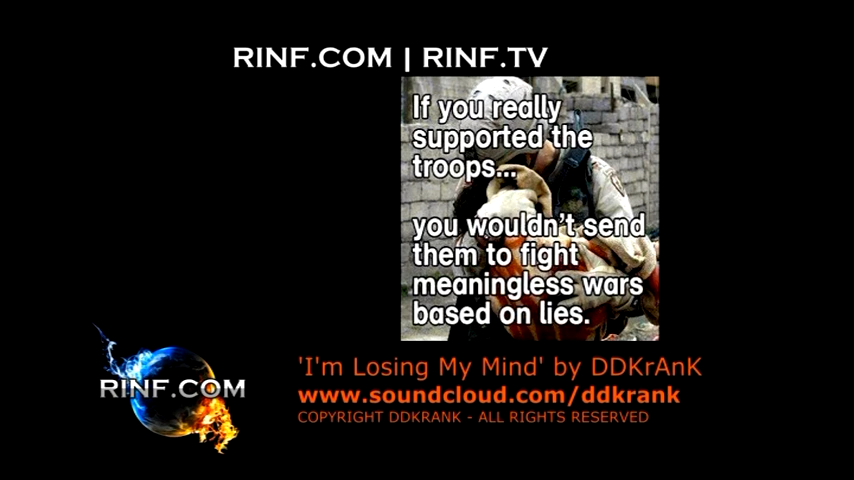 RINF.COM | RINF.TV
If you really
supported the
troops...
you wouldn't send
them to fight
meaningless wars
based on lies.
RINF.COM
'I'm Losing My Mind' by DDKrAnK
www.soundcloud.com/ddkrank
COPYRIGHT DDKRANK - ALL RIGHTS RESERVED